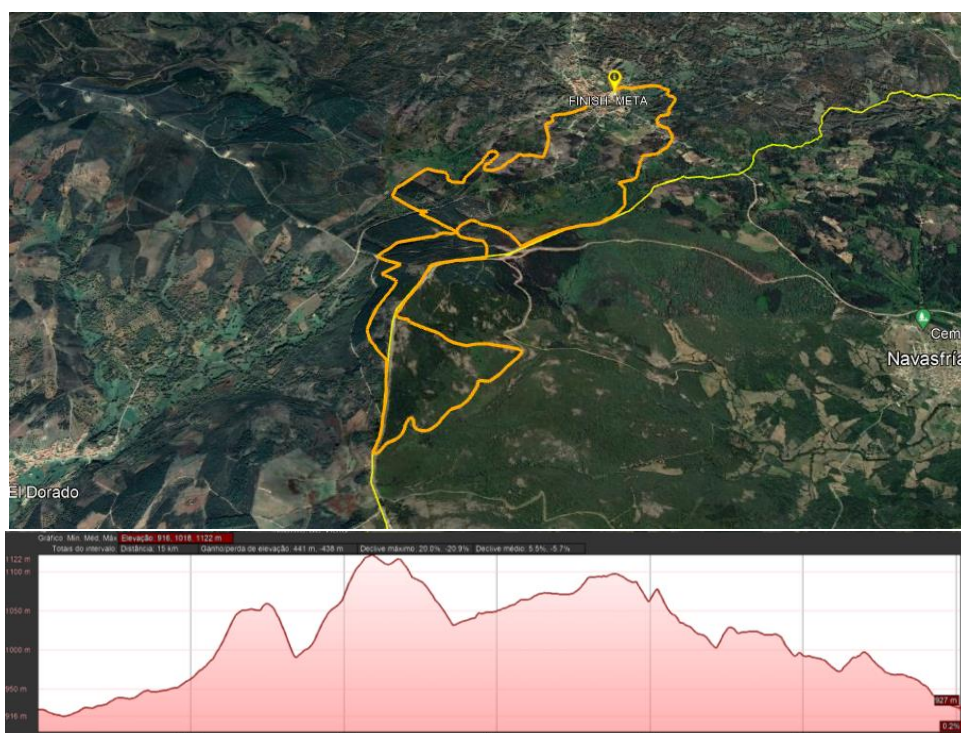 FINISH-META
Cem
Navasfría
El Dorado
Gráfico: Mín. Méd. Máx Elevação: 916, 1018, 1122 m
Totais do intervalo: Distância: 15 km Ganho/perda de elevação: 441 m, -438 m Declive máximo: 20.0%, -20.9% Declive médio: 5.5%, -5.7%
1122 m
1100 m
1050 m
1000 m
950 m
916 m
927 m
0.2%